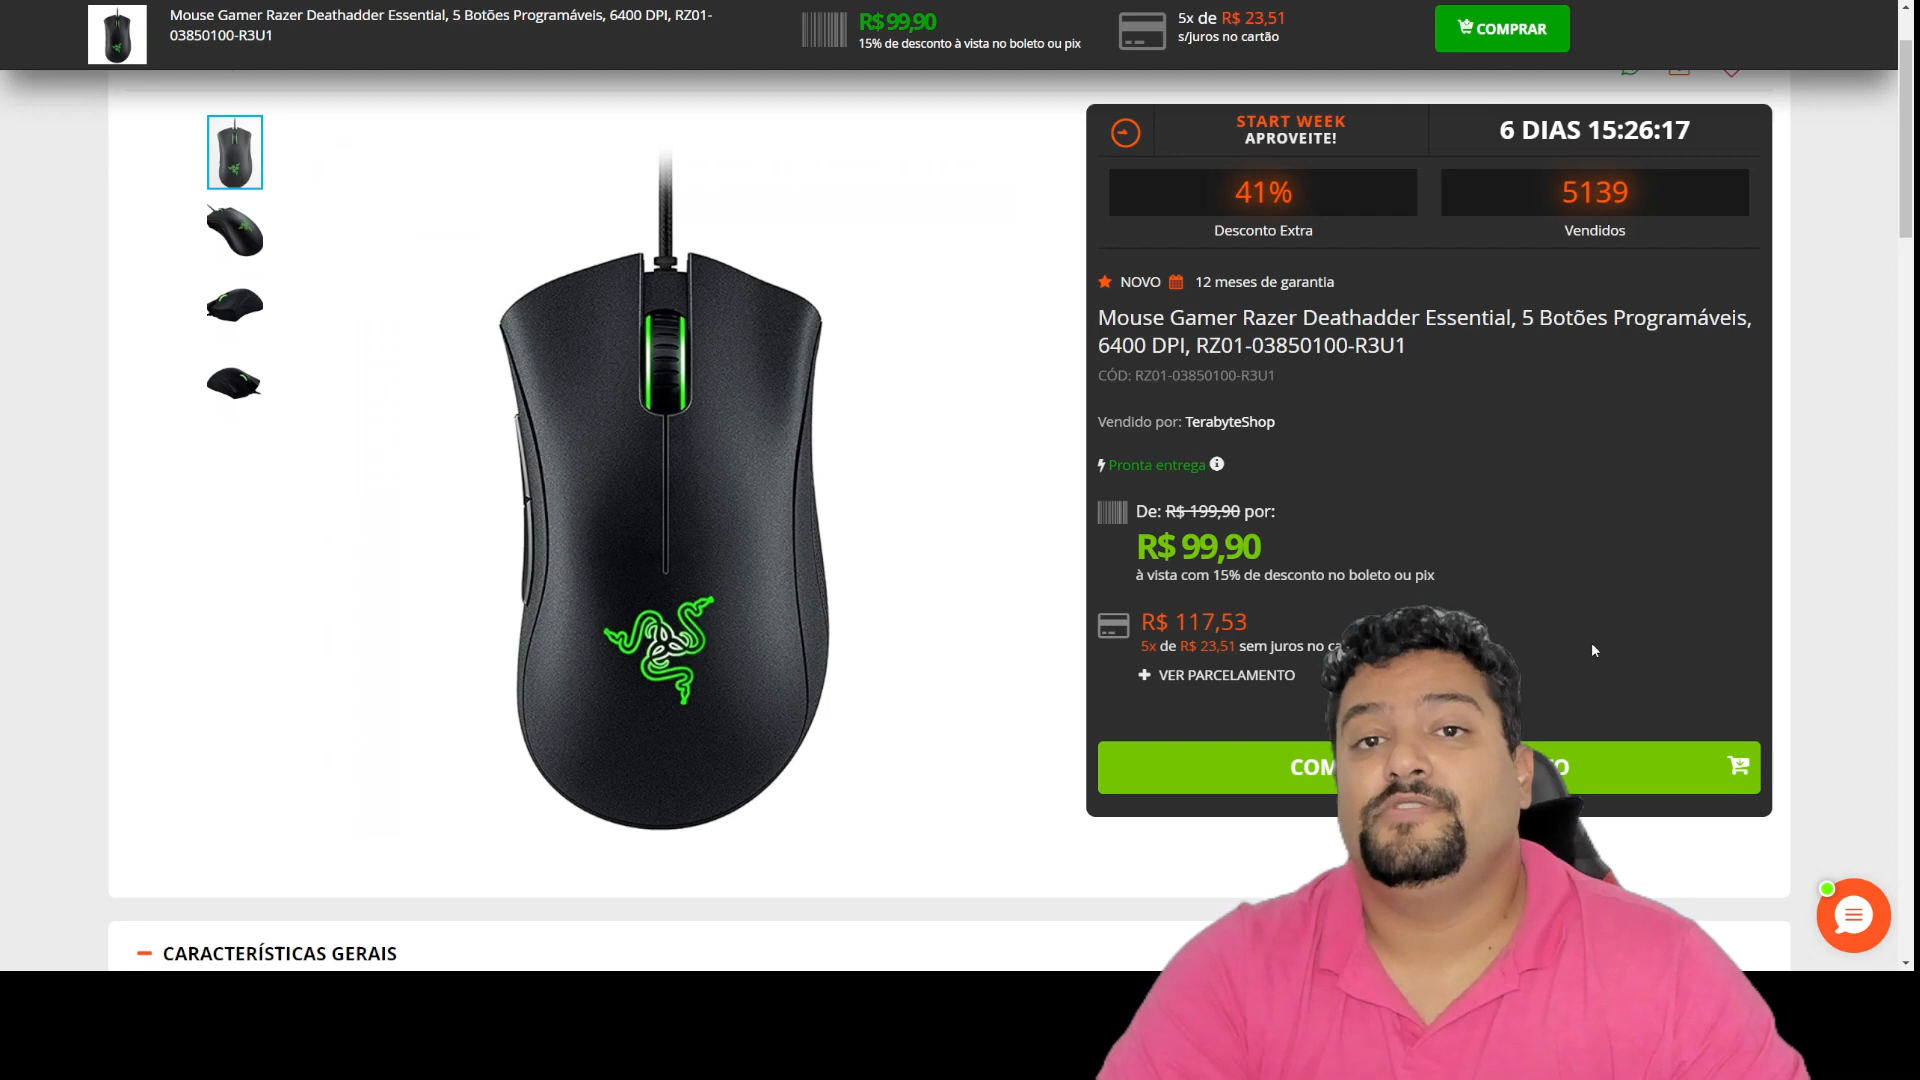 Mouse Gamer Razer Deathadder Essential, 5 Botões Programáveis, 6400 DPI, RZ01-
03850100-R3U1
R$ 99,90
15% de desconto à vista no boleto ou pix
5x de R$ 23,51
s/juros no cartão
COMPRAR
START WEEK
APROVEITE!
6 DIAS 15:26:17
41%
Desconto Extra
5139
Vendidos
NOVO 12 meses de garantia
Mouse Gamer Razer Deathadder Essential, 5 Botões Programáveis,
6400 DPI, RZ01-03850100-R3U1
CÓD: RZ01-03850100-R3U1
Vendido por: TerabyteShop
Pronta entrega
De: R$ 199,90 por:
R$ 99,90
à vista com 15% de desconto no boleto ou pix
R$ 117,53
5x de R$ 23,51 sem juros no
VER PARCELAMENTO
CARACTERÍSTICAS GERAIS